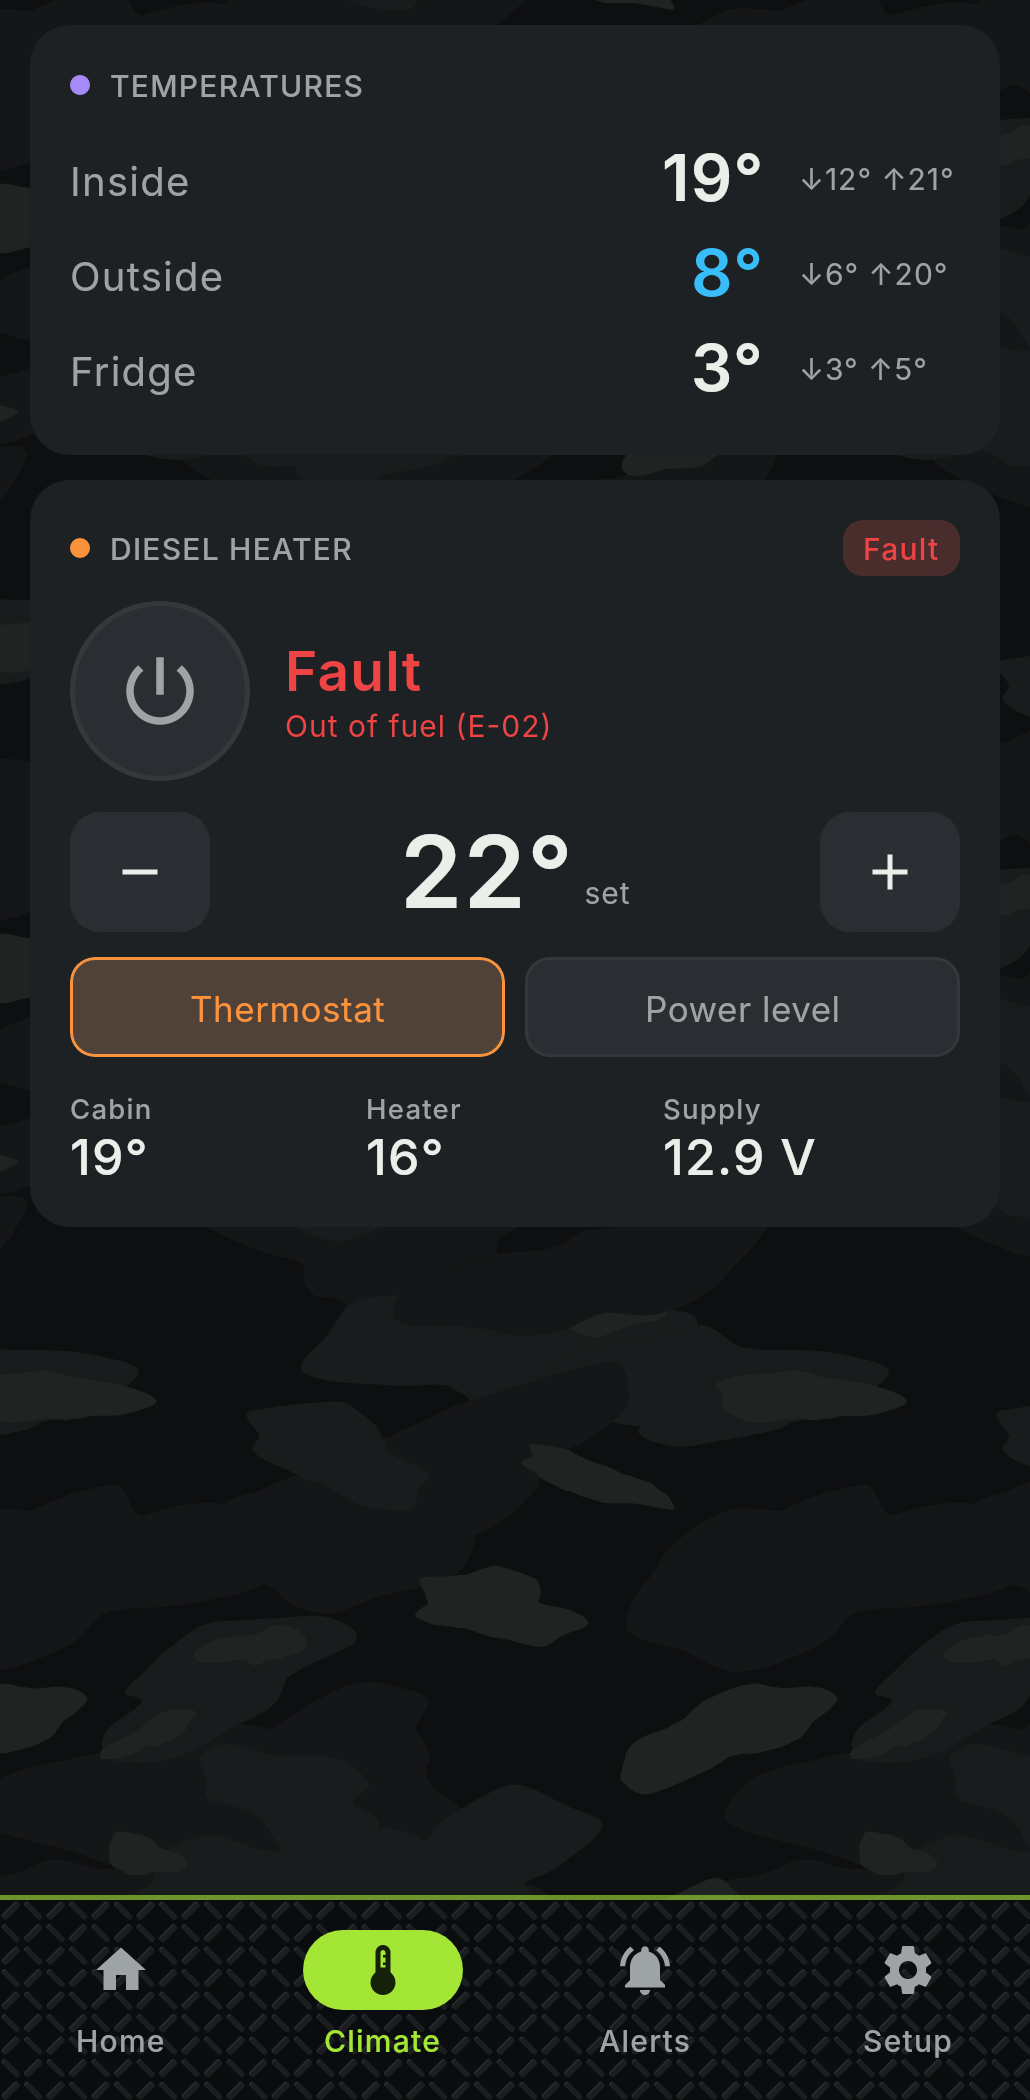 TEMPERATURES
Inside 19° ↓12° ↑21°
Outside 8° ↓6° ↑20°
Fridge 3° ↓3° ↑5°
DIESEL HEATER Fault
Fault
Out of fuel (E-02)
− 22° set +
Thermostat Power level
Cabin Heater Supply
19° 16° 12.9 V
Home Climate Alerts Setup